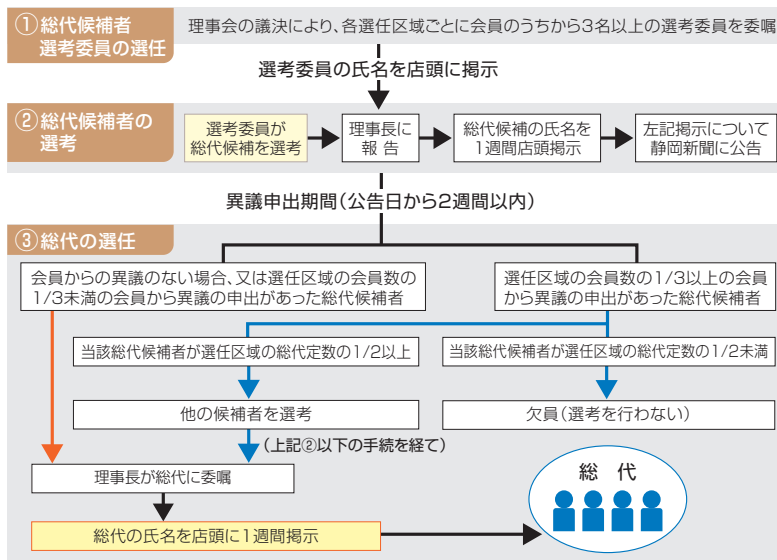 ①総代候補者
選考委員の選任
理事会の議決により、各選任区域ごとに会員のうちから3名以上の選考委員を委嘱
選考委員の氏名を店頭に掲示
②総代候補者の
選考
選考委員が
総代候補を選考
理事長に
報 告
総代候補の氏名を
1週間店頭掲示
左記掲示について
静岡新聞に公告
異議申出期間(公告日から2週間以内)
③総代の選任
会員からの異議のない場合、又は選任区域の会員数の
1/3未満の会員から異議の申出があった総代候補者
選任区域の会員数の1/3以上の会員
から異議の申出があった総代候補者
当該総代候補者が選任区域の総代定数の1/2以上
当該総代候補者が選任区域の総代定数の1/2未満
他の候補者を選考
欠員(選考を行わない)
(上記②以下の手続を経て)
理事長が総代に委嘱
総 代
総代の氏名を店頭に1週間掲示